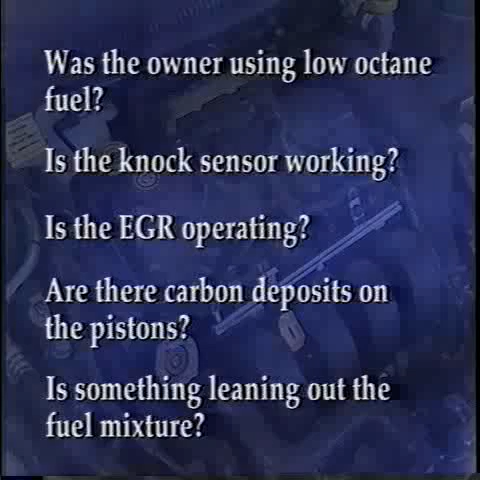 Was the owner using low octane
fuel?
Is the knock sensor working?
Is the EGR operating?
Are there carbon deposits on
the pistons?
Is something leaning out the
fuel mixture?